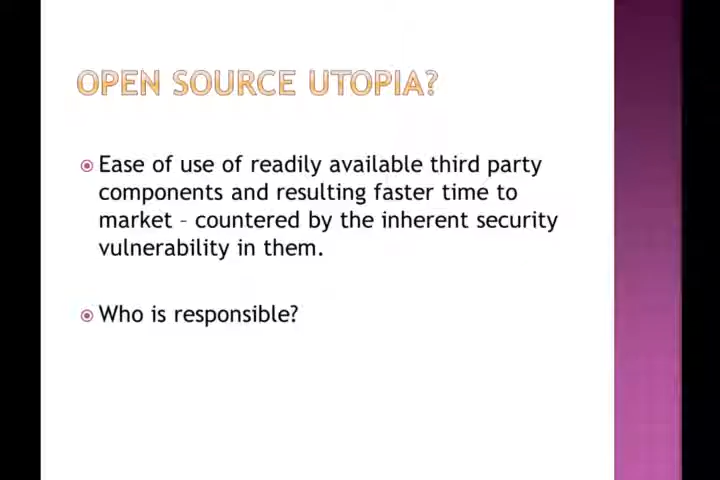 OPEN SOURCE UTOPIA?
Ease of use of readily available third party
components and resulting faster time to
market – countered by the inherent security
vulnerability in them.
Who is responsible?